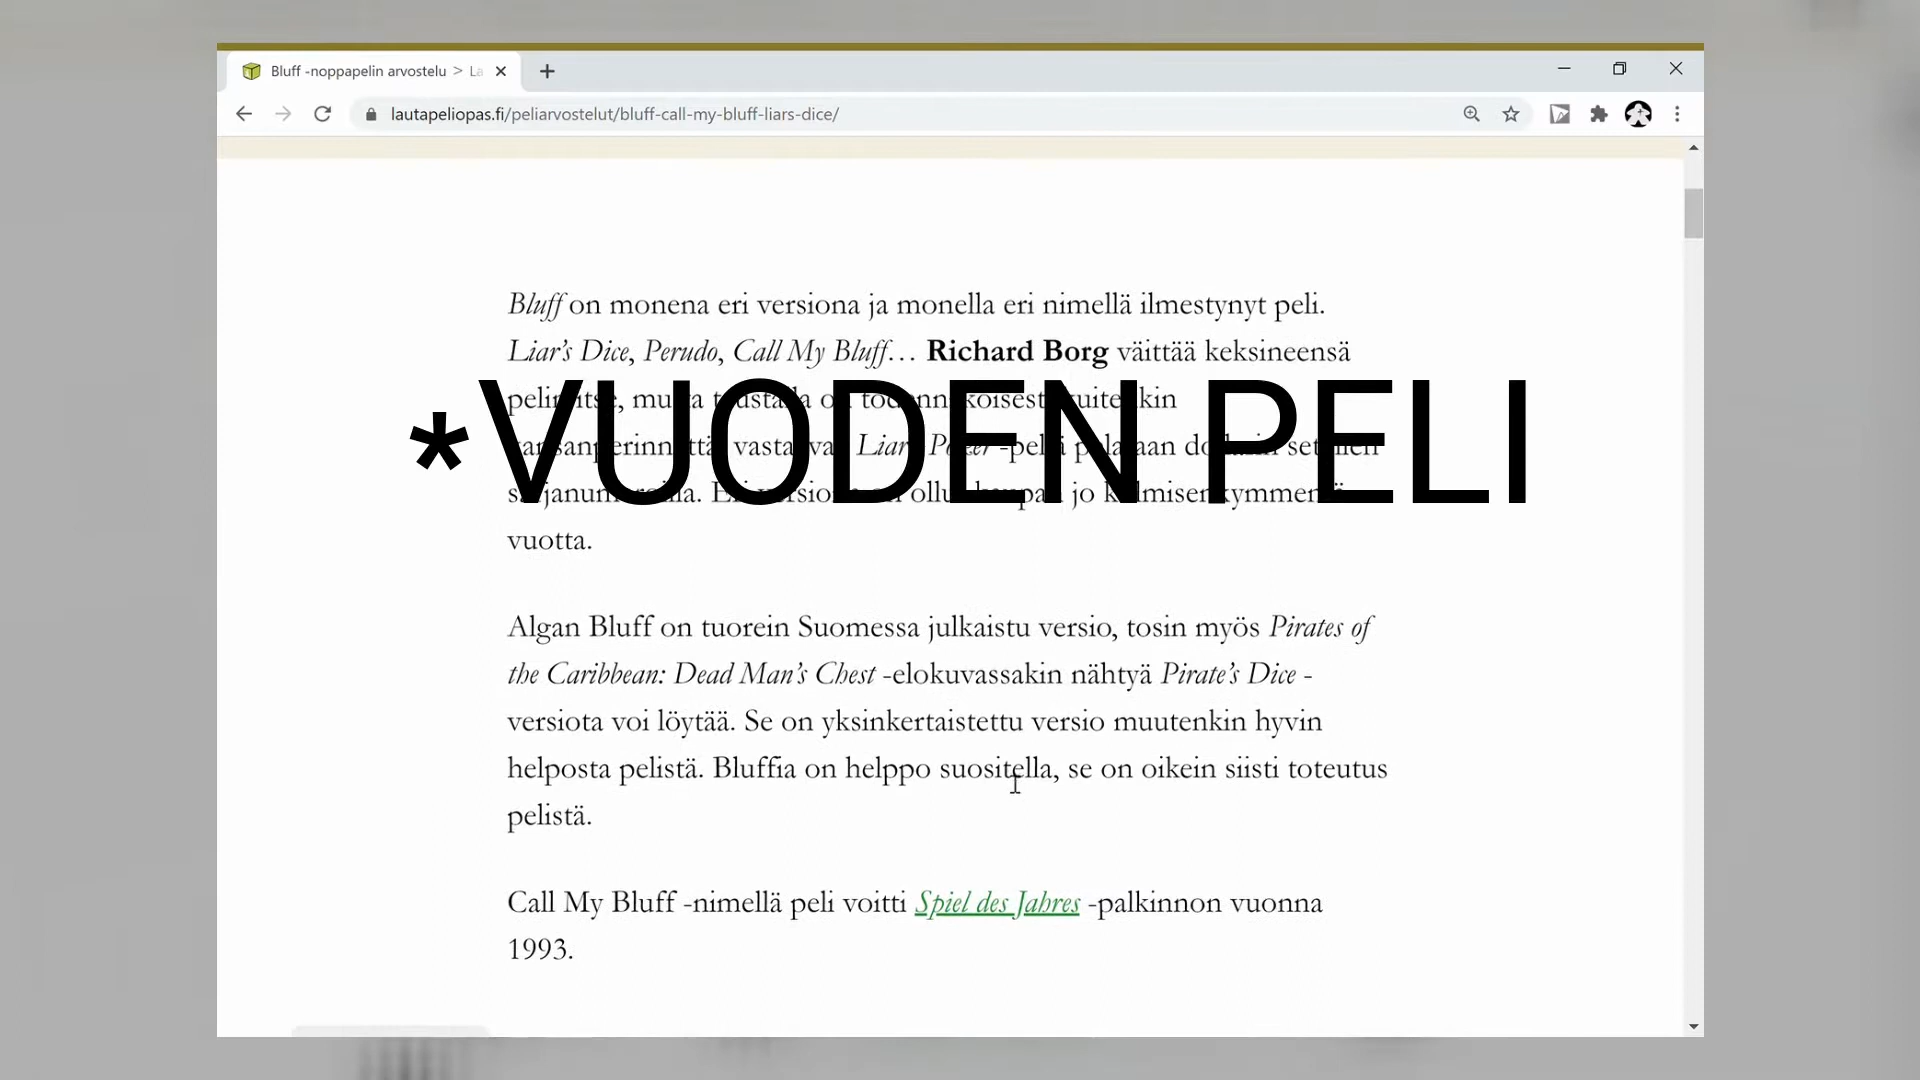 Bluff -noppapelin arvostelu > La
lautapeliopas.fi/peliarvostelut/bluff-call-my-bluff-liars-dice/
Bluff on monena eri versiona ja monella eri nimellä ilmestynyt peli.
Liar's Dice, Perudo, Call My Bluff… Richard Borg väittää keksineensä
*VUODEN PELI
vuotta.
Algan Bluff on tuorein Suomessa julkaistu versio, tosin myös Pirates of
the Caribbean: Dead Man's Chest -elokuvassakin nähtyä Pirate's Dice -
versiota voi löytää. Se on yksinkertaistettu versio muutenkin hyvin
helposta pelistä. Bluffia on helppo suositella, se on oikein siisti toteutus
pelistä.
Call My Bluff -nimellä peli voitti Spiel des Jahres -palkinnon vuonna
1993.